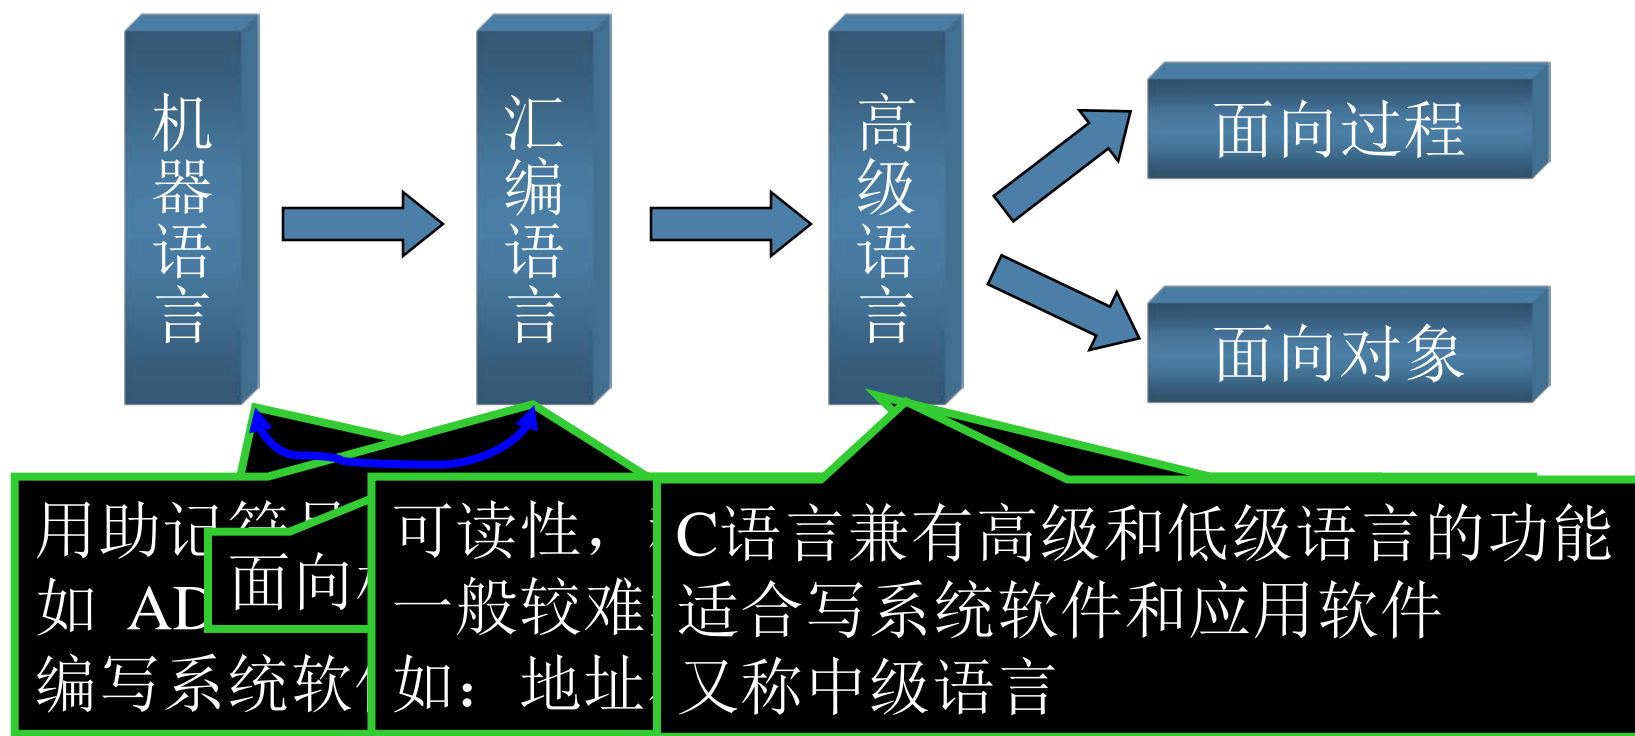 机器语言
汇编语言
高级语言
面向过程
面向对象
用助记符号
如 AD
编写系统软
面向
可读性，
一般较难
如：地址
C语言兼有高级和低级语言的功能
适合写系统软件和应用软件
又称中级语言